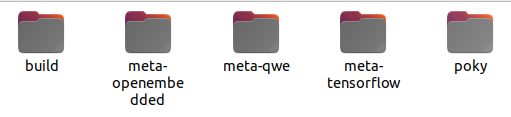 build
meta-
openembe
dded
meta-qwe
meta-
tensorflow
poky